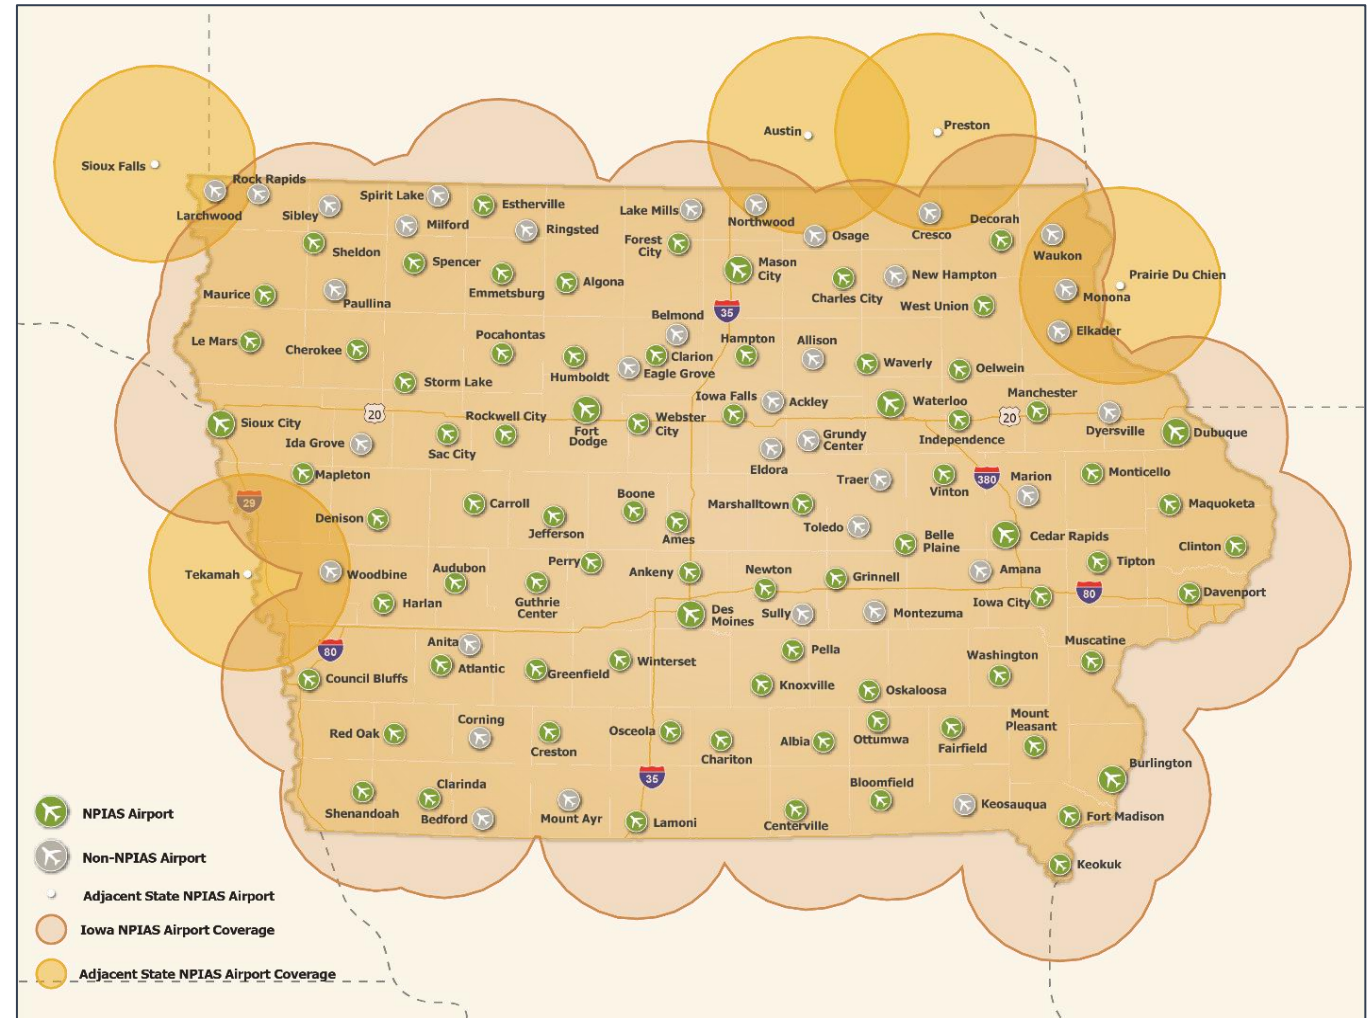 Austin
Preston
Sioux Falls
Rock Rapids
Larchwood
Sibley
Spirit Lake
Estherville
Milford
Ringsted
Lake Mills
Northwood
Osage
Cresco
Decorah
Waukon
Sheldon
Forest
City
Spencer
Emmetsburg
Algona
Mason
City
Charles City
New Hampton
West Union
Prairie Du Chien
Monona
Maurice
Paullina
35
Elkader
Le Mars
Cherokee
Pocahontas
Belmond
Clarion
Hampton
Allison
Humboldt
Eagle Grove
Waverly
Oelwein
Storm Lake
Iowa Falls
Ackley
Waterloo
Manchester
Sioux City
20
Rockwell City
Fort
Dodge
Webster
City
Independence
20
Dyersville
Dubuque
Ida Grove
Sac City
Grundy
Center
Eldora
Mapleton
Traer
Vinton
380
Marion
Monticello
29
Denison
Carroll
Jefferson
Boone
Ames
Marshalltown
Toledo
Belle
Plaine
Cedar Rapids
Maquoketa
Clinton
Tekamah
Woodbine
Audubon
Perry
Ankeny
Newton
Grinnell
Amana
Tipton
Harlan
Guthrie
Center
Des
Moines
Sully
Montezuma
Iowa City
80
Davenport
80
Anita
Atlantic
Greenfield
Winterset
Pella
Washington
Muscatine
Council Bluffs
Knoxville
Oskaloosa
Red Oak
Corning
Creston
Osceola
Chariton
Albia
Ottumwa
Fairfield
Mount
Pleasant
35
Burlington
Shenandoah
Clarinda
Bedford
Mount Ayr
Lamoni
Centerville
Bloomfield
Keosauqua
Fort Madison
Keokuk
NPIAS Airport
Non-NPIAS Airport
Adjacent State NPIAS Airport
Iowa NPIAS Airport Coverage
Adjacent State NPIAS Airport Coverage